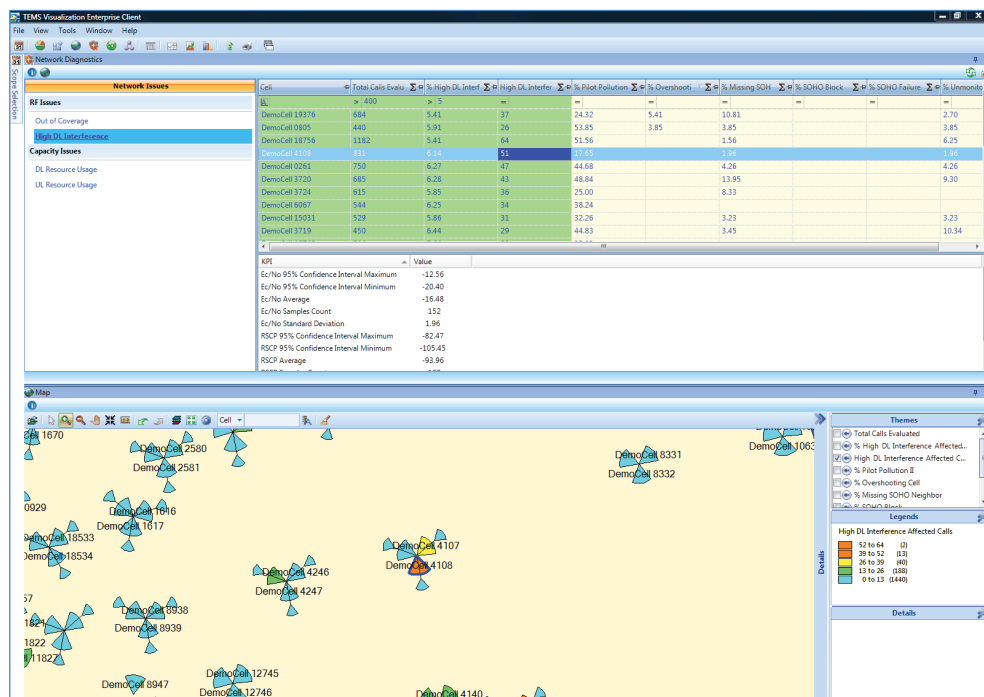 TEMS Visualization Enterprise Client
File View Tools Window Help
Network Diagnostics
Scope Selection
Network Issues
RF Issues
Out of Coverage
High DL Interference
Capacity Issues
DL Resource Usage
UL Resource Usage
Cell Total Calls Evalu % High DL Interf High DL Interfer % Pilot Pollution % Overshooti % Missing SOH % SOHO Block % SOHO Failure % Unmonito
> 400 > 5 = = = = = = =
DemoCell 19376 684 5.41 37 24.32 5.41 10.81 2.70
DemoCell 0805 440 5.91 26 53.85 3.85 3.85 3.85
DemoCell 18756 1182 5.41 64 51.56 1.56 6.25
DemoCell 4108 831 6.14 51 17.65 1.96 1.96
DemoCell 0261 750 6.27 47 44.68 4.26 4.26
DemoCell 3720 685 6.28 43 48.84 13.95 9.30
DemoCell 3724 615 5.85 36 25.00 8.33
DemoCell 6067 544 6.25 34 38.24
DemoCell 15031 529 5.86 31 32.26 3.23 3.23
DemoCell 3719 450 6.44 29 44.83 3.45 10.34
KPI Value
Ec/No 95% Confidence Interval Maximum -12.56
Ec/No 95% Confidence Interval Minimum -20.40
Ec/No Average -16.48
Ec/No Samples Count 152
Ec/No Standard Deviation 1.96
RSCP 95% Confidence Interval Maximum -82.47
RSCP 95% Confidence Interval Minimum -105.45
RSCP Average -93.96
Map
Cell
Cell 1670
DemoCell 2580
DemoCell 2581
DemoCell 8331
DemoCell 8332
DemoCell 1063
0929
DemoCell 1616
DemoCell 1617
DemoCell 18533
DemoCell 18534
DemoCell 4107
DemoCell 4108
DemoCell 4246
DemoCell 4247
57
1821
1822
11827
DemoCell 8938
DemoCell 8939
DemoCell 8947
DemoCell 12745
DemoCell 12746
DemoCell 4140
Details
Themes
Total Calls Evaluated
% High DL Interference Affected...
High DL Interference Affected C...
% Pilot Pollution II
% Overshooting Cell
% Missing SOHO Neighbor
% SOHO Block
Legends
High DL Interference Affected Calls
52 to 64 (2)
39 to 52 (13)
26 to 39 (40)
13 to 26 (188)
0 to 13 (1440)
Details